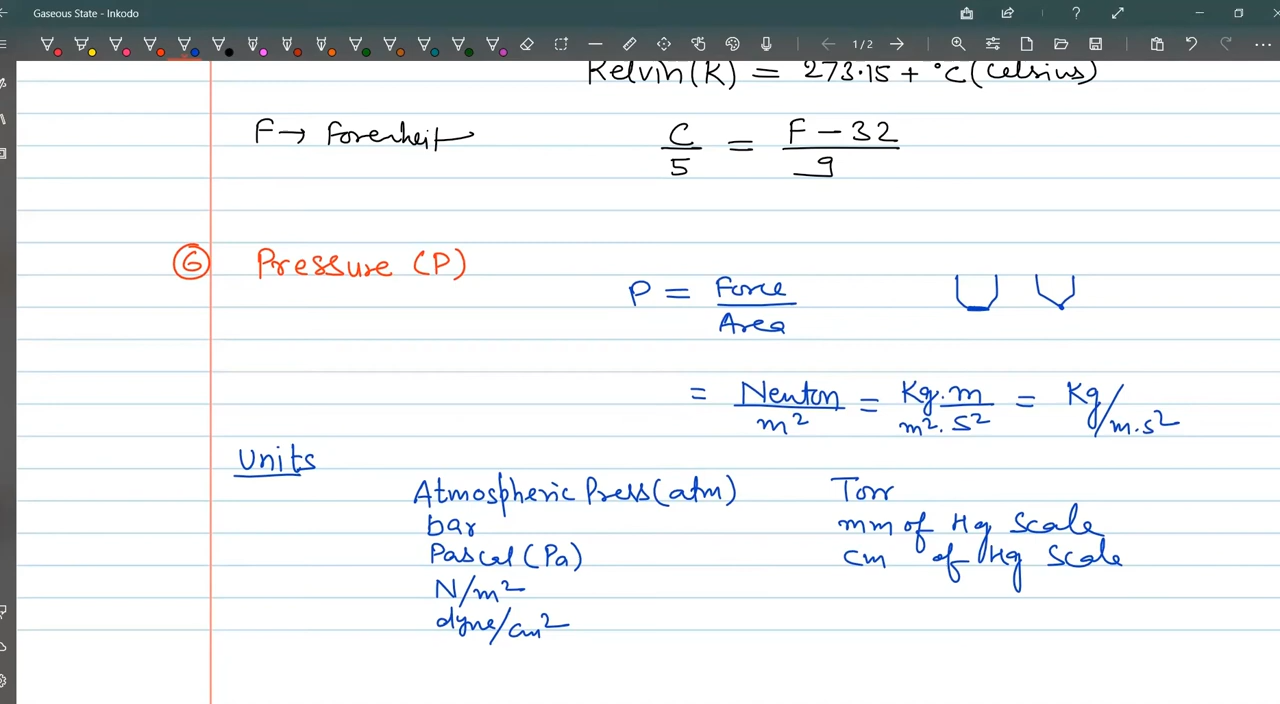 Gaseous State - Inkodo
1/2
Kelvin (K) = 273.15 + °C (Celsius)
F → Forenheit
C/5 = F - 32/9
6 Pressure (P)
P = Force/Area
= Newton/m² = Kg.m/m².S² = Kg/m.s²
Units
Atmospheric Press (atm) Torr
bar mm of Hg Scale
Pascal (Pa) cm of Hg Scale
N/m²
dyne/cm²